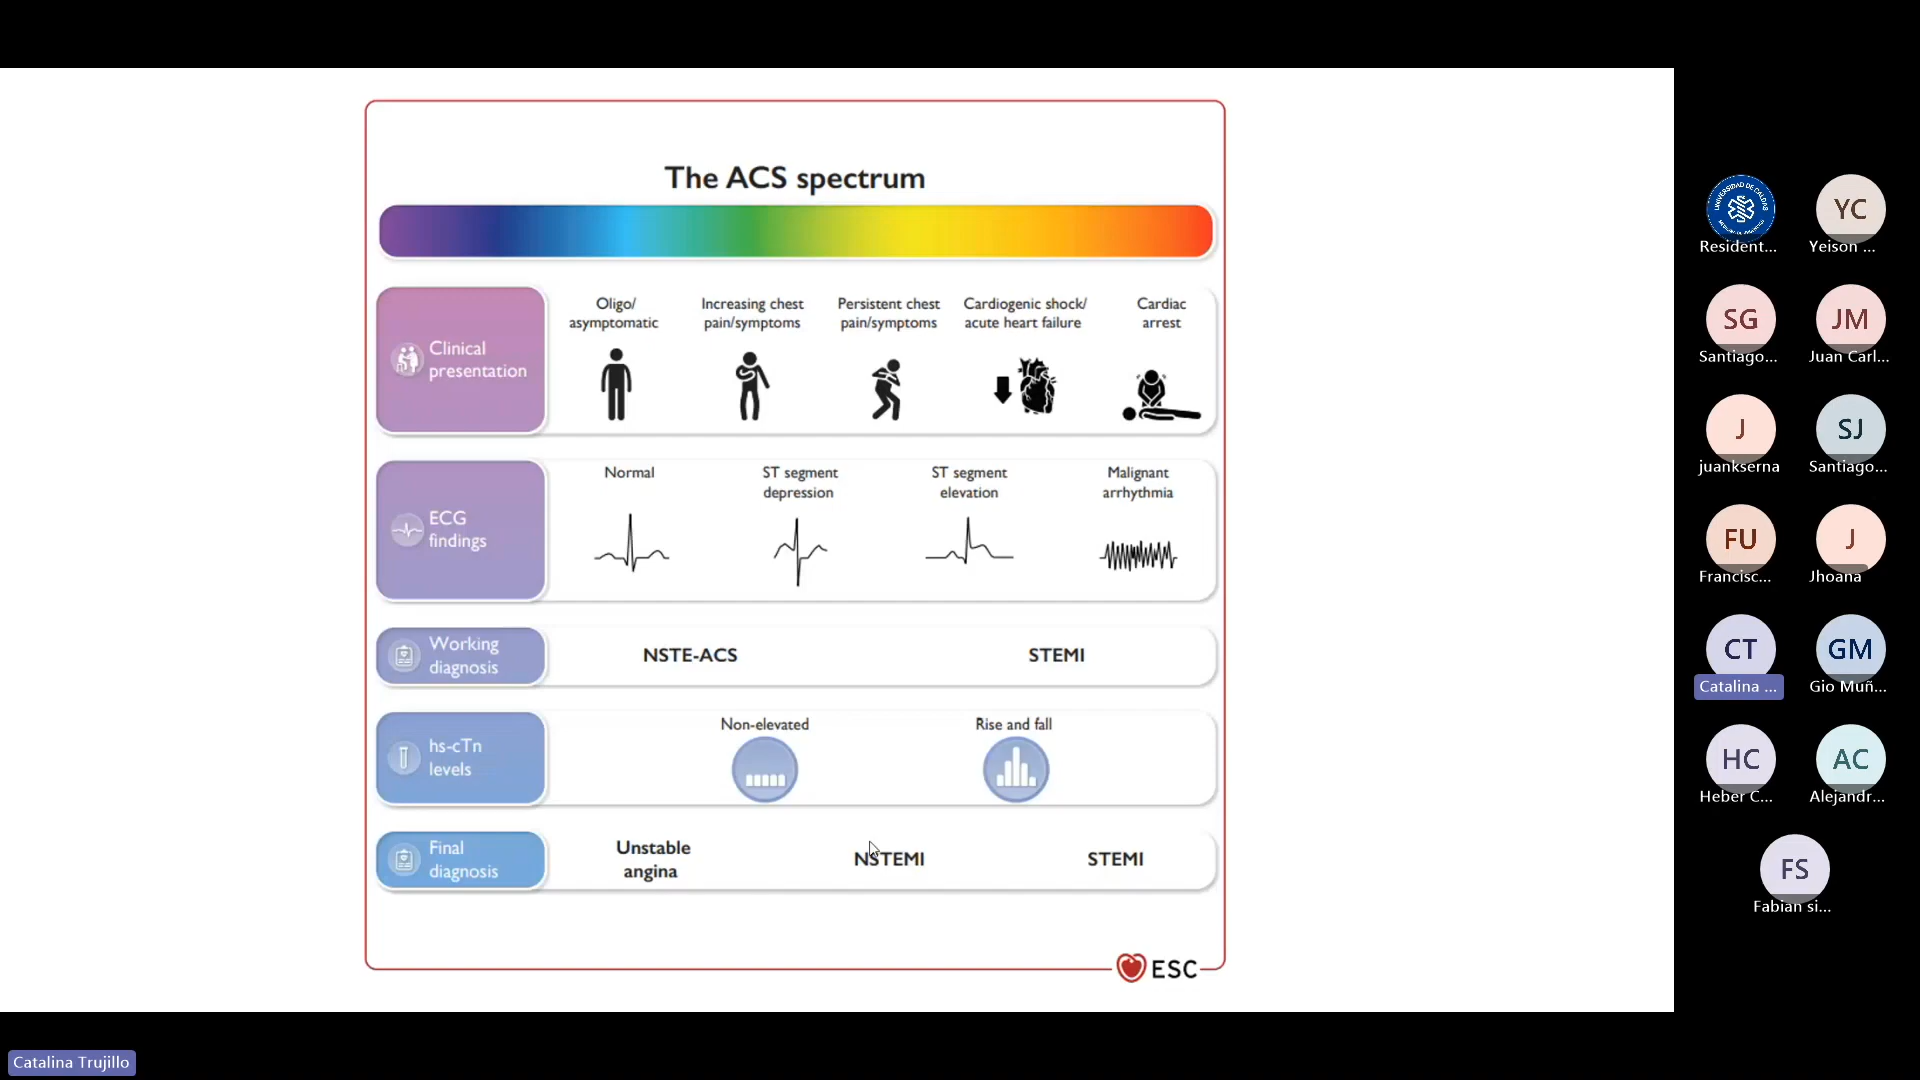 The ACS spectrum
Clinical
presentation
Oligo/
asymptomatic
Increasing chest
pain/symptoms
Persistent chest
pain/symptoms
Cardiogenic shock/
acute heart failure
Cardiac
arrest
ECG
findings
Normal
ST segment
depression
ST segment
elevation
Malignant
arrhythmia
Working
diagnosis
NSTE-ACS
STEMI
hs-cTn
levels
Non-elevated
Rise and fall
Final
diagnosis
Unstable
angina
NSTEMI
STEMI
ESC
UNIVERSIDAD DE CALDAS
Resident...
YC
Yeison ...
SG
Santiago...
JM
Juan Carl...
J
juankserna
SJ
Santiago...
FU
Francisc...
J
Jhoana
CT
Catalina ...
GM
Gio Muñ...
HC
Heber C...
AC
Alejandr...
FS
Fabian si...
Catalina Trujillo